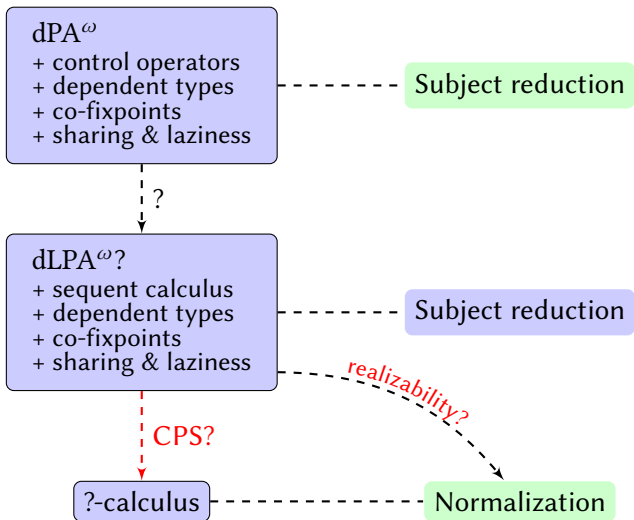 dPA^ω
+ control operators
+ dependent types
+ co-fixpoints
+ sharing & laziness
Subject reduction
?
dLPA^ω?
+ sequent calculus
+ dependent types
+ co-fixpoints
+ sharing & laziness
Subject reduction
realizability?
CPS?
?-calculus
Normalization